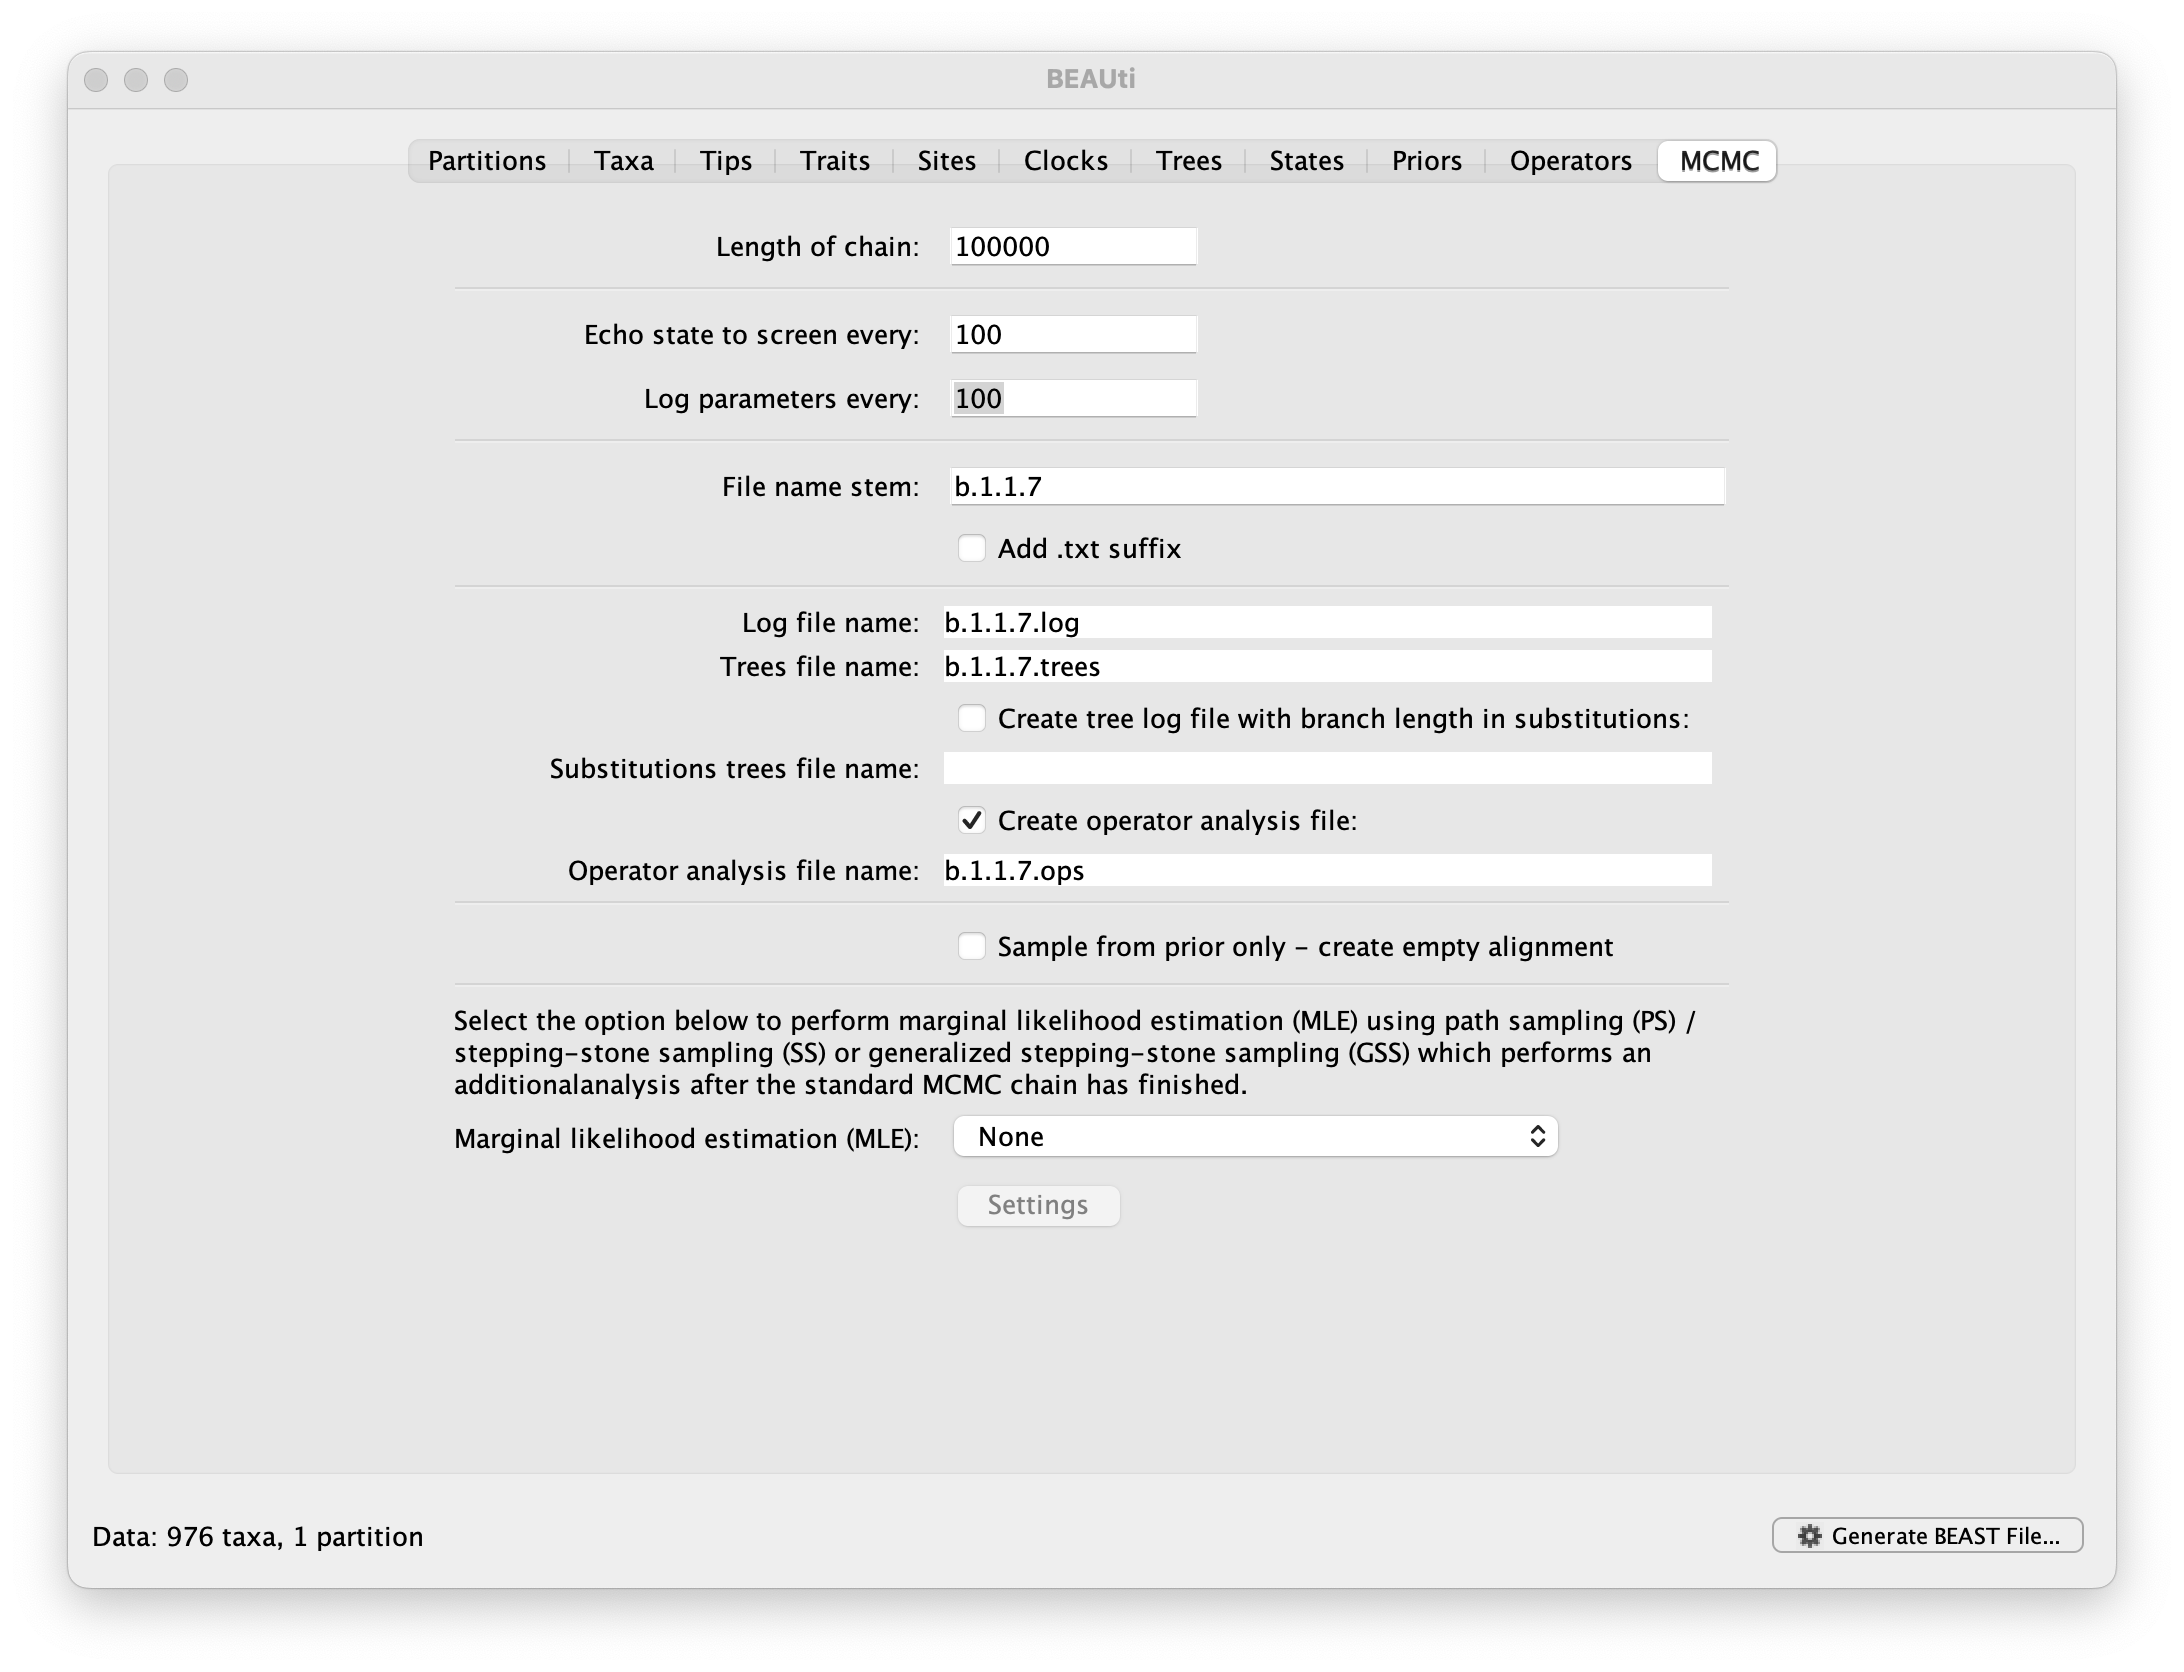 BEAUti
Partitions Taxa Tips Traits Sites Clocks Trees States Priors Operators MCMC
Length of chain: 100000
Echo state to screen every: 100
Log parameters every: 100
File name stem: b.1.1.7
Add .txt suffix
Log file name: b.1.1.7.log
Trees file name: b.1.1.7.trees
Create tree log file with branch length in substitutions:
Substitutions trees file name:
Create operator analysis file:
Operator analysis file name: b.1.1.7.ops
Sample from prior only - create empty alignment
Select the option below to perform marginal likelihood estimation (MLE) using path sampling (PS) /
stepping-stone sampling (SS) or generalized stepping-stone sampling (GSS) which performs an
additionalanalysis after the standard MCMC chain has finished.
Marginal likelihood estimation (MLE): None
Settings
Data: 976 taxa, 1 partition
Generate BEAST File...